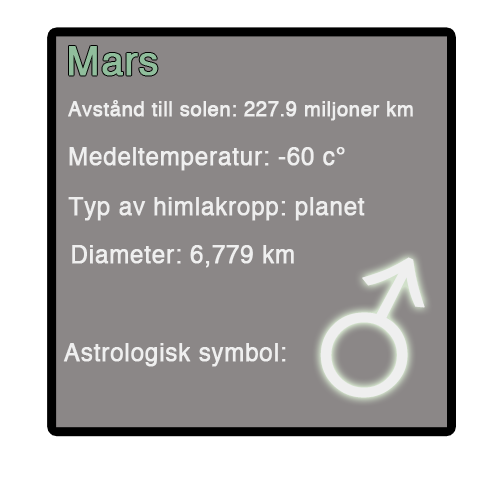 Mars
Avstånd till solen: 227.9 miljoner km
Medeltemperatur: -60 c°
Typ av himlakropp: planet
Diameter: 6,779 km
Astrologisk symbol: ♂